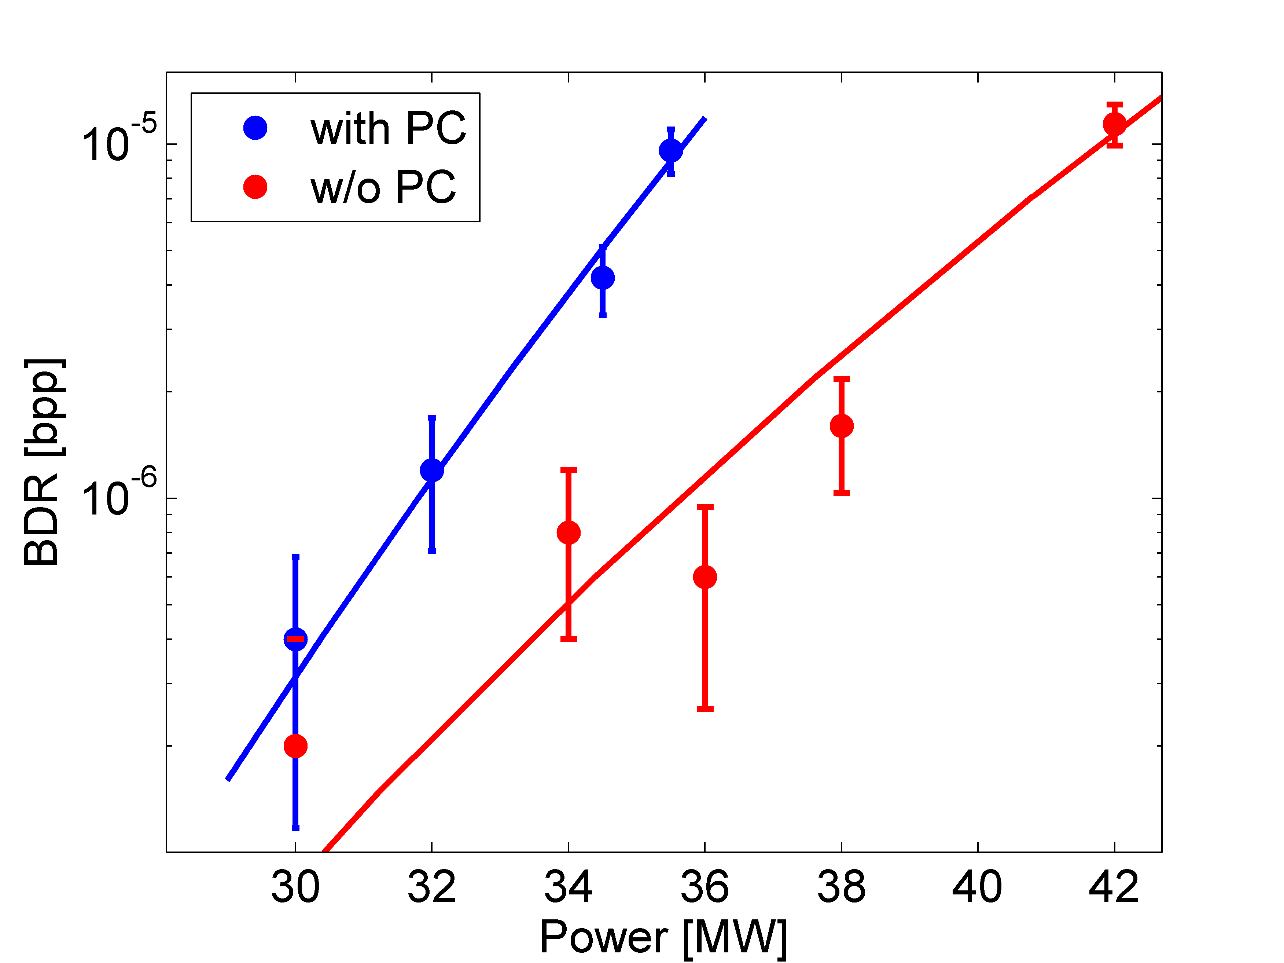 with PC
w/o PC
10^-5
10^-6
BDR [bpp]
30 32 34 36 38 40 42
Power [MW]